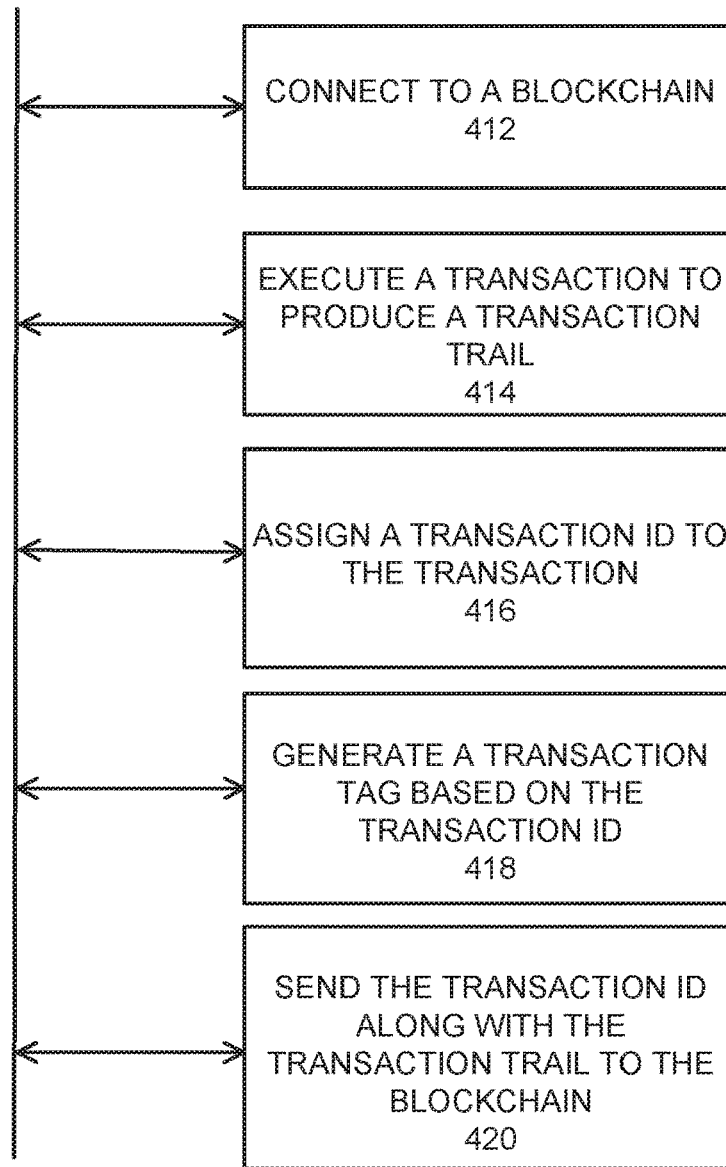 CONNECT TO A BLOCKCHAIN
412
EXECUTE A TRANSACTION TO
PRODUCE A TRANSACTION
TRAIL
414
ASSIGN A TRANSACTION ID TO
THE TRANSACTION
416
GENERATE A TRANSACTION
TAG BASED ON THE
TRANSACTION ID
418
SEND THE TRANSACTION ID
ALONG WITH THE
TRANSACTION TRAIL TO THE
BLOCKCHAIN
420